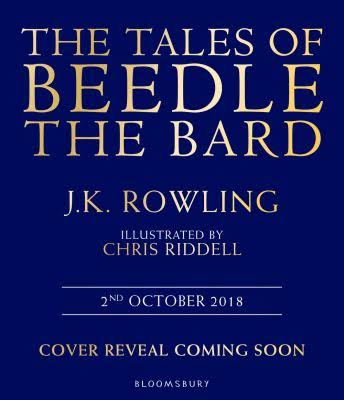 THE TALES OF
BEEDLE
THE BARD
J.K. ROWLING
ILLUSTRATED BY
CHRIS RIDDELL
2ND OCTOBER 2018
COVER REVEAL COMING SOON
BLOOMSBURY